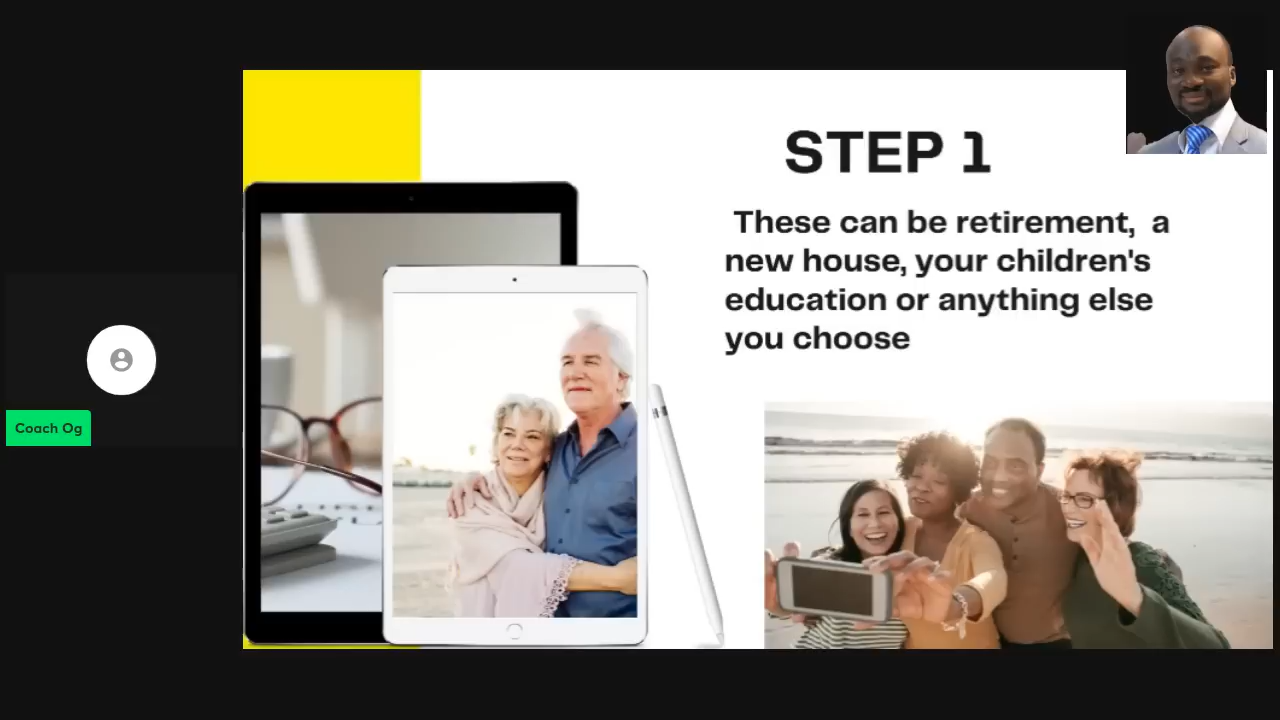 STEP 1
These can be retirement, a
new house, your children's
education or anything else
you choose
Coach Og